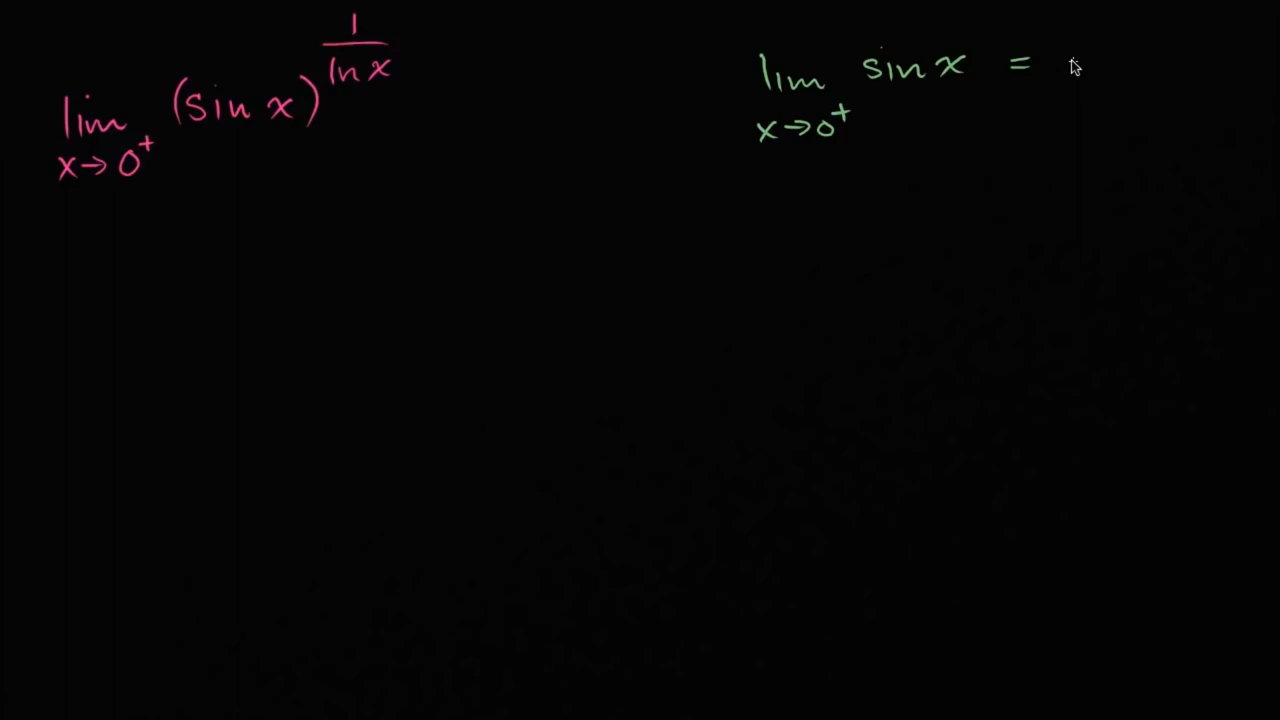 lim x→0⁺ (sin x)^(1/ln x)
lim x→0⁺ sin x =